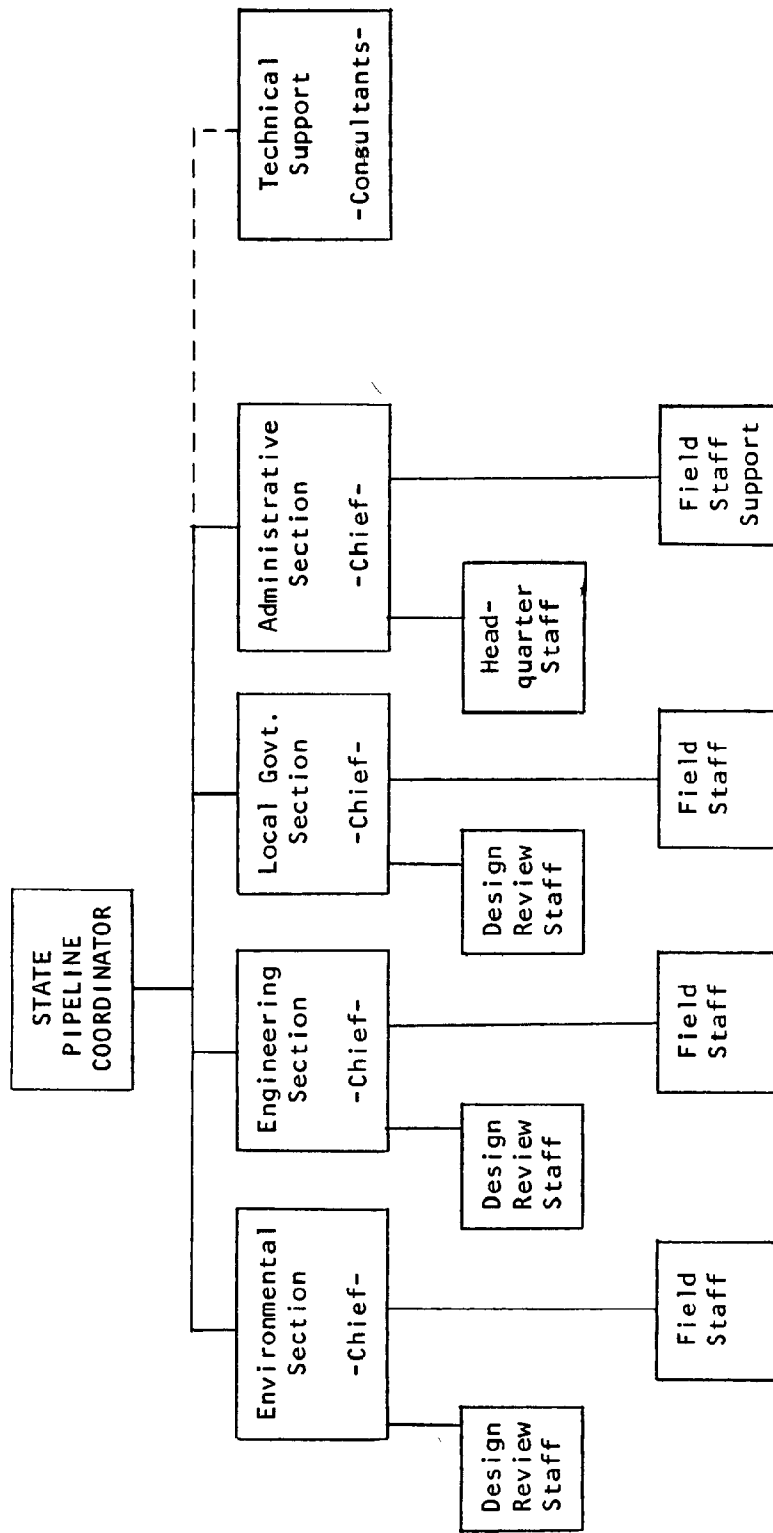 STATE
PIPELINE
COORDINATOR
Environmental
Section
-Chief-
Engineering
Section
-Chief-
Local Govt.
Section
-Chief-
Administrative
Section
-Chief-
Technical
Support
-Consultants-
Design
Review
Staff
Design
Review
Staff
Design
Review
Staff
Head-
quarter
Staff
Field
Staff
Field
Staff
Field
Staff
Field
Staff
Support